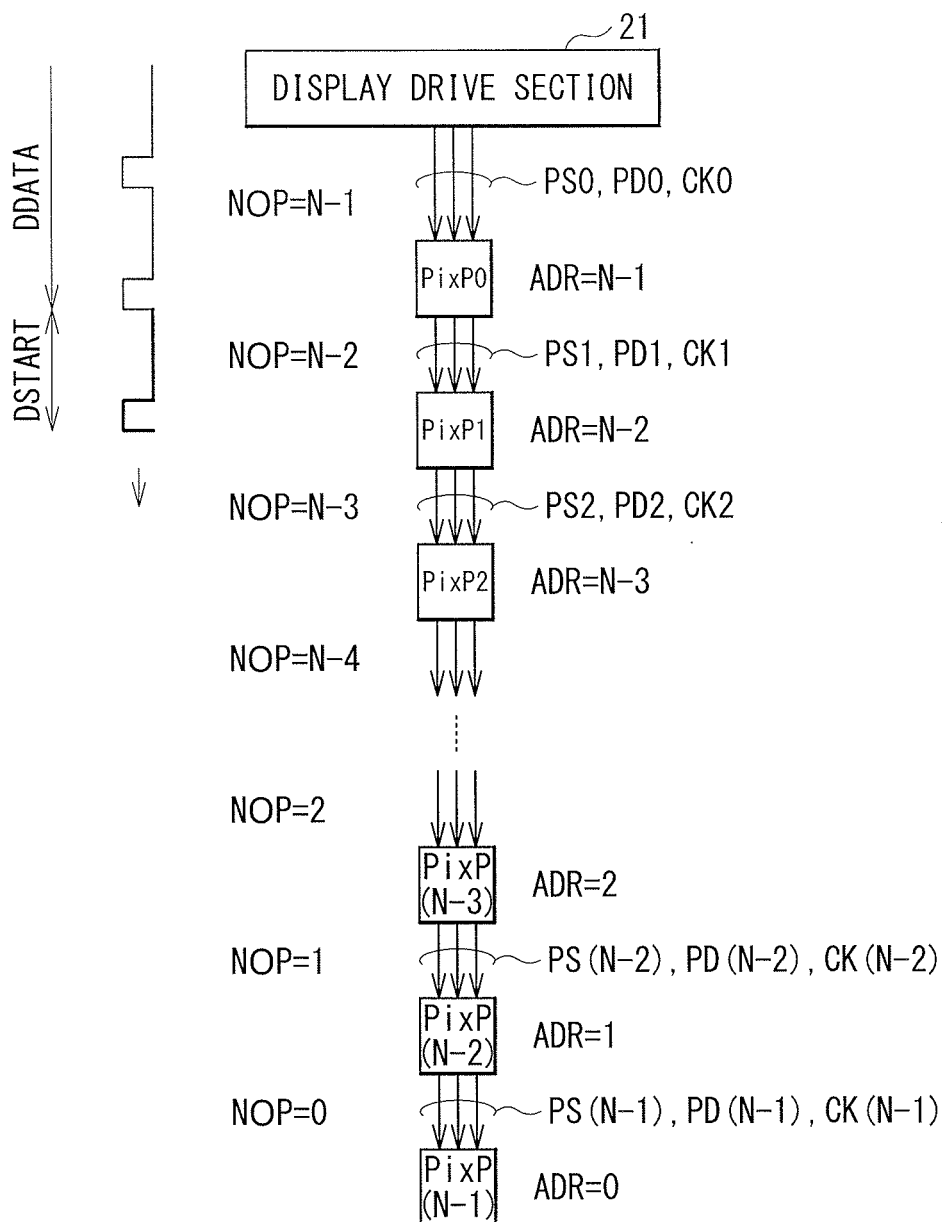 21
DISPLAY DRIVE SECTION
DDATA
DSTART
NOP=N-1
PS0, PD0, CK0
PixP0
ADR=N-1
NOP=N-2
PS1, PD1, CK1
PixP1
ADR=N-2
NOP=N-3
PS2, PD2, CK2
PixP2
ADR=N-3
NOP=N-4
NOP=2
PixP
(N-3)
ADR=2
NOP=1
PS(N-2), PD(N-2), CK(N-2)
PixP
(N-2)
ADR=1
NOP=0
PS(N-1), PD(N-1), CK(N-1)
PixP
(N-1)
ADR=0